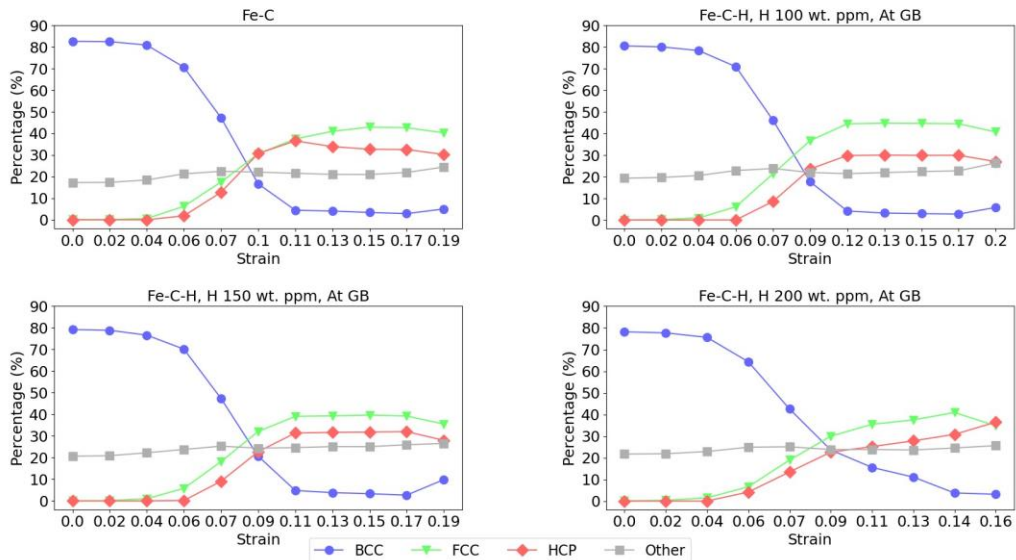 Fe-C
90
80
70
60
50
40
30
20
10
0
Percentage (%)
0.0 0.02 0.04 0.06 0.07 0.1 0.11 0.13 0.15 0.17 0.19
Strain
Fe-C-H, H 100 wt. ppm, At GB
90
80
70
60
50
40
30
20
10
0
Percentage (%)
0.0 0.02 0.04 0.06 0.07 0.09 0.12 0.13 0.15 0.17 0.2
Strain
Fe-C-H, H 150 wt. ppm, At GB
90
80
70
60
50
40
30
20
10
0
Percentage (%)
0.0 0.02 0.04 0.06 0.07 0.09 0.11 0.13 0.15 0.17 0.19
Strain
Fe-C-H, H 200 wt. ppm, At GB
90
80
70
60
50
40
30
20
10
0
Percentage (%)
0.0 0.02 0.04 0.06 0.07 0.09 0.11 0.13 0.14 0.16
Strain
BCC FCC HCP Other